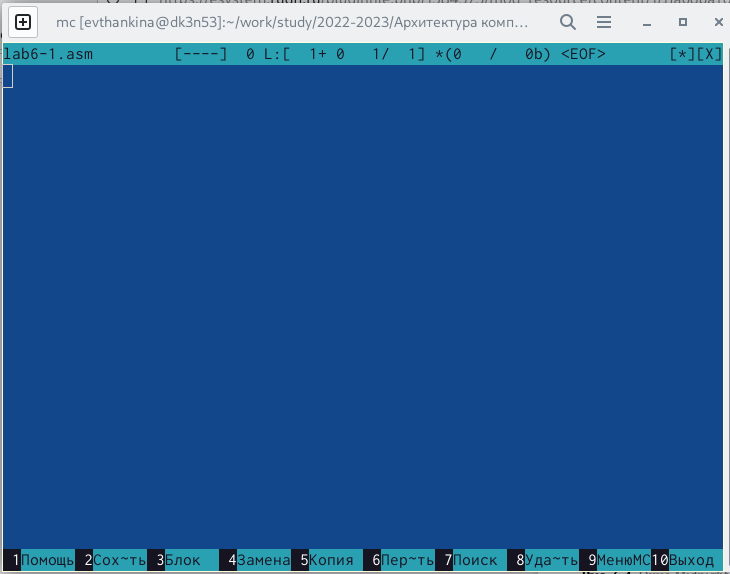 mc [evthankina@dk3n53]:~/work/study/2022-2023/Архитектура комп…
lab6-1.asm [----] 0 L:[ 1+ 0 1/ 1] *(0 / 0b) <EOF> [*][X]
1Помощь 2Сох~ть 3Блок 4Замена 5Копия 6Пер~ть 7Поиск 8Уда~ть 9МенюMC 10Выход